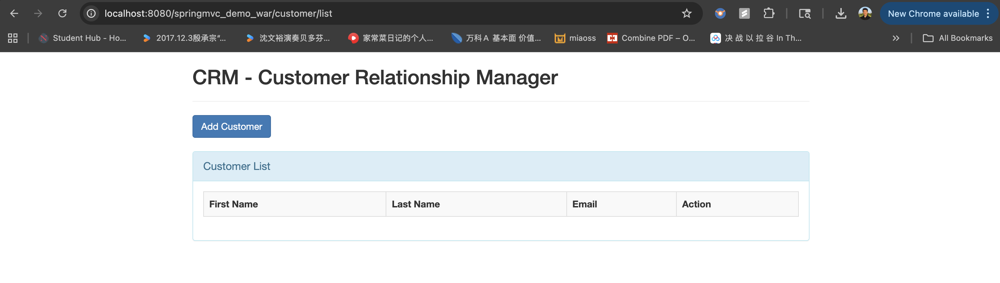 localhost:8080/springmvc_demo_war/customer/list
New Chrome available
Student Hub - Ho...
2017.12.3殷承宗“...
沈文裕演奏贝多芬...
家常菜日记的个人...
万科A 基本面 价值...
miaoss
Combine PDF – O...
决 战 以 拉 谷 In Th...
All Bookmarks
CRM - Customer Relationship Manager
Add Customer
Customer List
First Name
Last Name
Email
Action